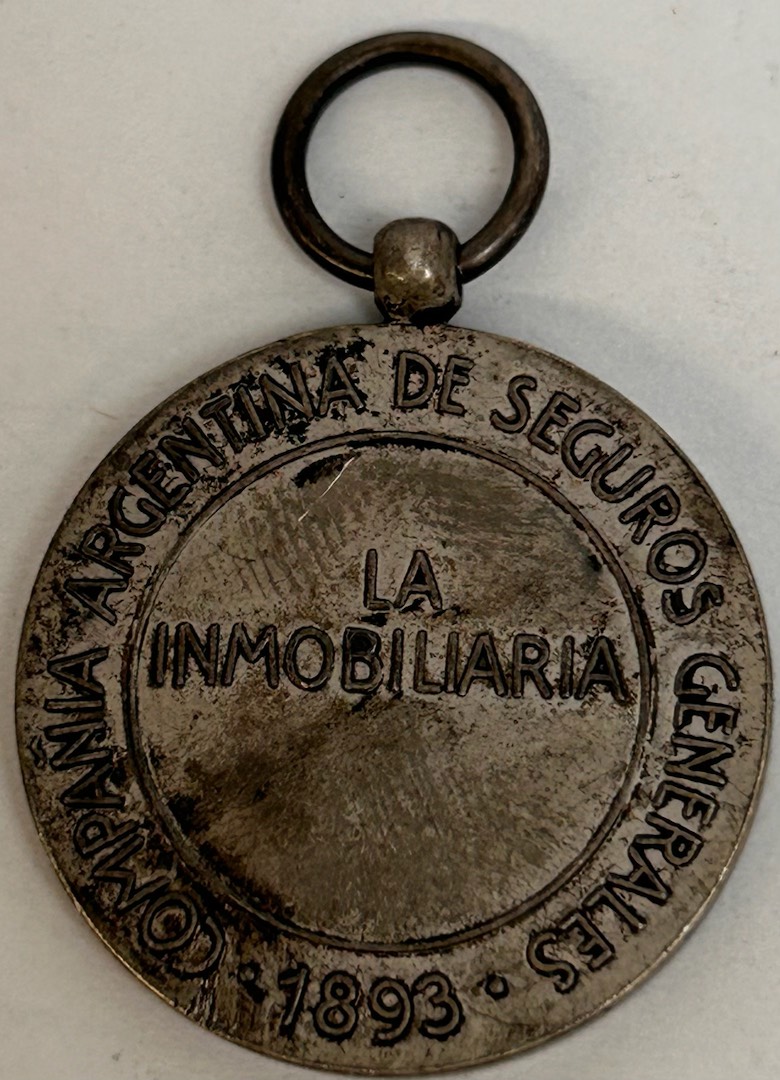 COMPAÑIA ARGENTINA DE SEGUROS GENERALES
LA
INMOBILIARIA
· 1893 ·